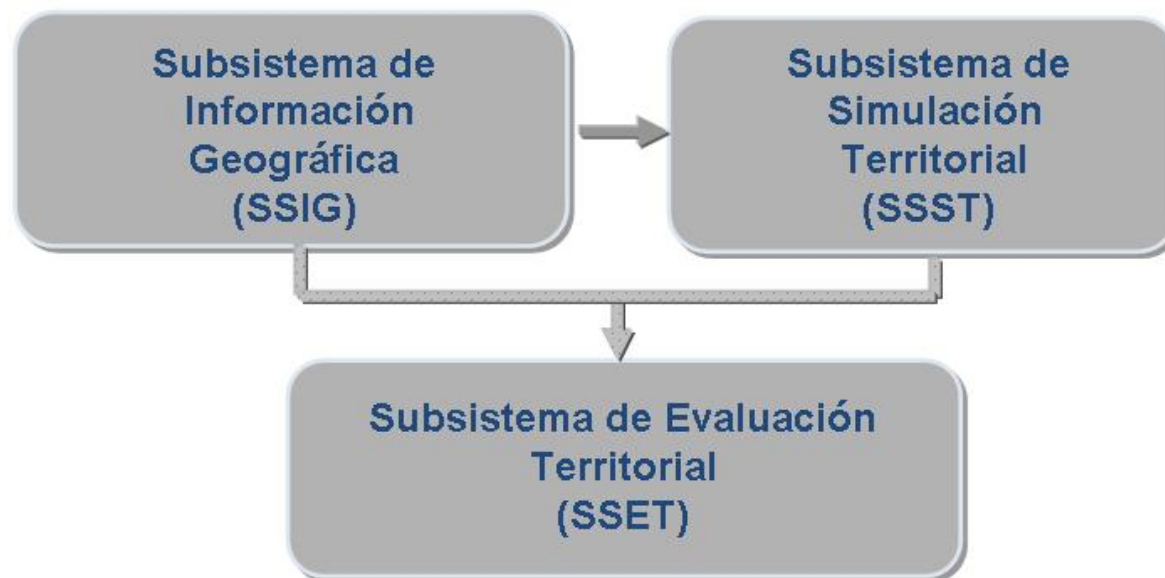 Subsistema de
Información
Geográfica
(SSIG)
Subsistema de
Simulación
Territorial
(SSST)
Subsistema de Evaluación
Territorial
(SSET)